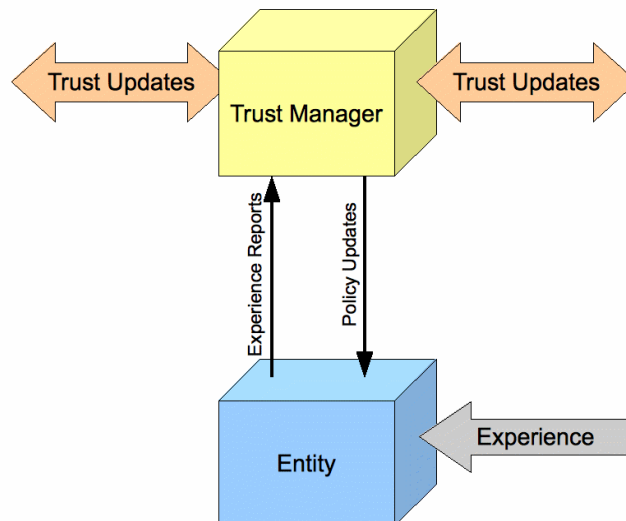 Trust Updates
Trust Updates
Trust Manager
Experience Reports
Policy Updates
Experience
Entity